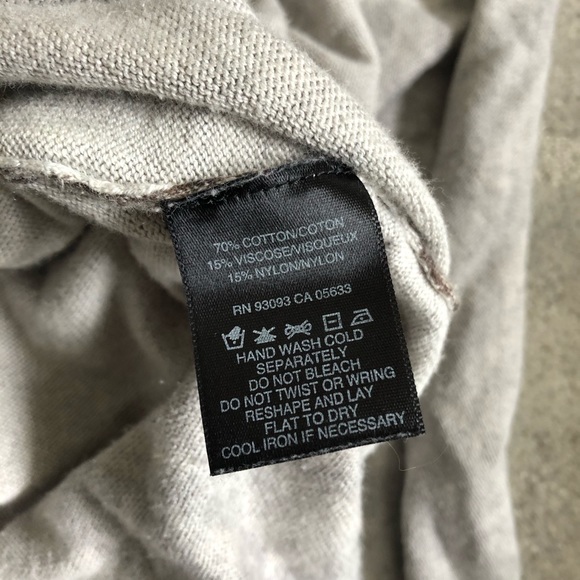 70% COTTON/COTON
15% VISCOSE/VISQUEUX
15% NYLON/NYLON
RN 93093 CA 05633
HAND WASH COLD
SEPARATELY
DO NOT BLEACH
DO NOT TWIST OR WRING
RESHAPE AND LAY
FLAT TO DRY
COOL IRON IF NECESSARY